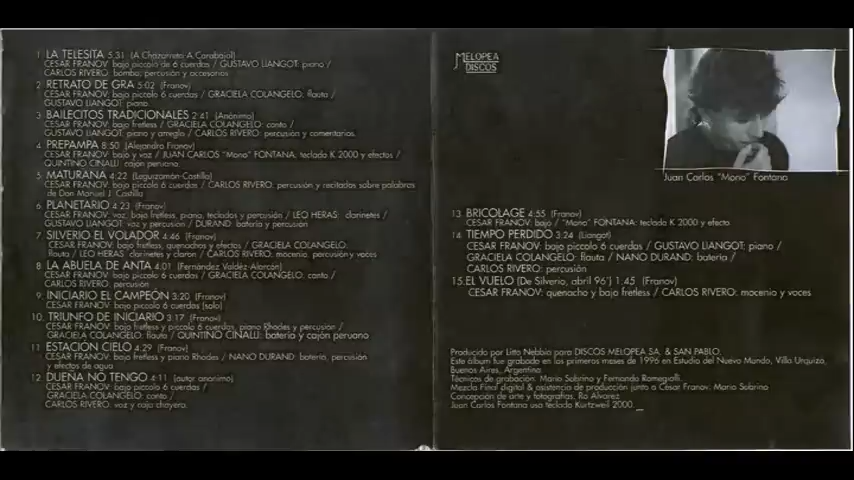 1 LA TELESITA 5:31 (A.Chazarreta-A.Carabajal)
CESAR FRANOV: bajo piccolo de 6 cuerdas / GUSTAVO LIANGOT: piano /
CARLOS RIVERO: bombo, percusión y accesorios
2 RETRATO DE GRA 5:02 (Franov)
CESAR FRANOV: bajo piccolo 6 cuerdas / GRACIELA COLANGELO: flauta /
GUSTAVO LIANGOT: piano
3 BAILECITOS TRADICIONALES 2:41 (Anónimo)
CESAR FRANOV: bajo fretless / GRACIELA COLANGELO: canto /
GUSTAVO LIANGOT: piano y arreglo / CARLOS RIVERO: percusión y comentarios.
4 PREPAMPA 8:50 (Alejandro Franov)
CESAR FRANOV: bajo y voz / JUAN CARLOS "Mono" FONTANA, teclado K 2000 y efectos /
QUINTINO CINALLI: cajón peruano.
5 MATURANA 4:22 (Leguizamón-Castilla)
CESAR FRANOV: bajo piccolo 6 cuerdas / CARLOS RIVERO: percusión y recitados sobre palabras
de Don Manuel J. Castilla
6 PLANETARIO 4:23 (Franov)
CESAR FRANOV: voz, bajo fretless, piano, teclados y percusión / LEO HERAS: clarinetes /
GUSTAVO LIANGOT: voz y percusión / DURAND: batería y percusión
7 SILVERIO EL VOLADOR 4:46 (Franov)
CESAR FRANOV: bajo fretless, quenachos y efectos / GRACIELA COLANGELO:
flauta / LEO HERAS: clarinetes y claron / CARLOS RIVERO: mocenio, percusión y voces
8 LA ABUELA DE ANTA 4:01 (Fernández Valdéz-Alarcón)
CESAR FRANOV: bajo piccolo 6 cuerdas / GRACIELA COLANGELO: canto /
CARLOS RIVERO: percusión
9 INICIARIO EL CAMPEÓN 3:20 (Franov)
CESAR FRANOV: bajo piccolo 6 cuerdas (solo)
10. TRIUNFO DE INICIARIO 3:17 (Franov)
CESAR FRANOV: bajo fretless y piccolo 6 cuerdas, piano Rhodes y percusión /
GRACIELA COLANGELO: flauta / QUINTINO CINALLI: batería y cajón peruano
11 ESTACIÓN CIELO 4:29 (Franov)
CESAR FRANOV: bajo fretless y piano Rhodes / NANO DURAND: batería, percusión
y efectos de agua
12 DUENA NO TENGO 4:11 (autor anonimo)
CESAR FRANOV: bajo piccolo 6 cuerdas /
GRACIELA COLANGELO: canto /
CARLOS RIVERO: voz y caja chayera.
MELOPEA
DISCOS
Juan Carlos "Mono" Fontana
13. BRICOLAGE 4:55 (Franov)
CESAR FRANOV: bajo / "Mono" FONTANA: teclado K 2000 y efecto
14 TIEMPO PERDIDO 3:24 (Liangot)
CESAR FRANOV: bajo piccolo 6 cuerdas / GUSTAVO LIANGOT: piano /
GRACIELA COLANGELO: flauta / NANO DURAND: batería /
CARLOS RIVERO: percusión
15.EL VUELO (De Silverio, abril 96') 1.45 (Franov)
CESAR FRANOV: quenacho y bajo fretless / CARLOS RIVERO: mocenio y voces
Producido por Litto Nebbia para DISCOS MELOPEA SA, & SAN PABLO.
Este álbum fue grabado en los primeros meses de 1996 en Estudio del Nuevo Mundo, Villa Urquiza,
Buenos Aires, Argentina
Técnicos de grabación: Mario Sobrino y Fernando Romegialli.
Mezcla Final digital & asistencia de producción junto a César Franov: Mario Sobrino
Concepción de arte y fotografías. Ro Alvarez
Juan Carlos Fontana usa teclado Kurtzweil 2000.